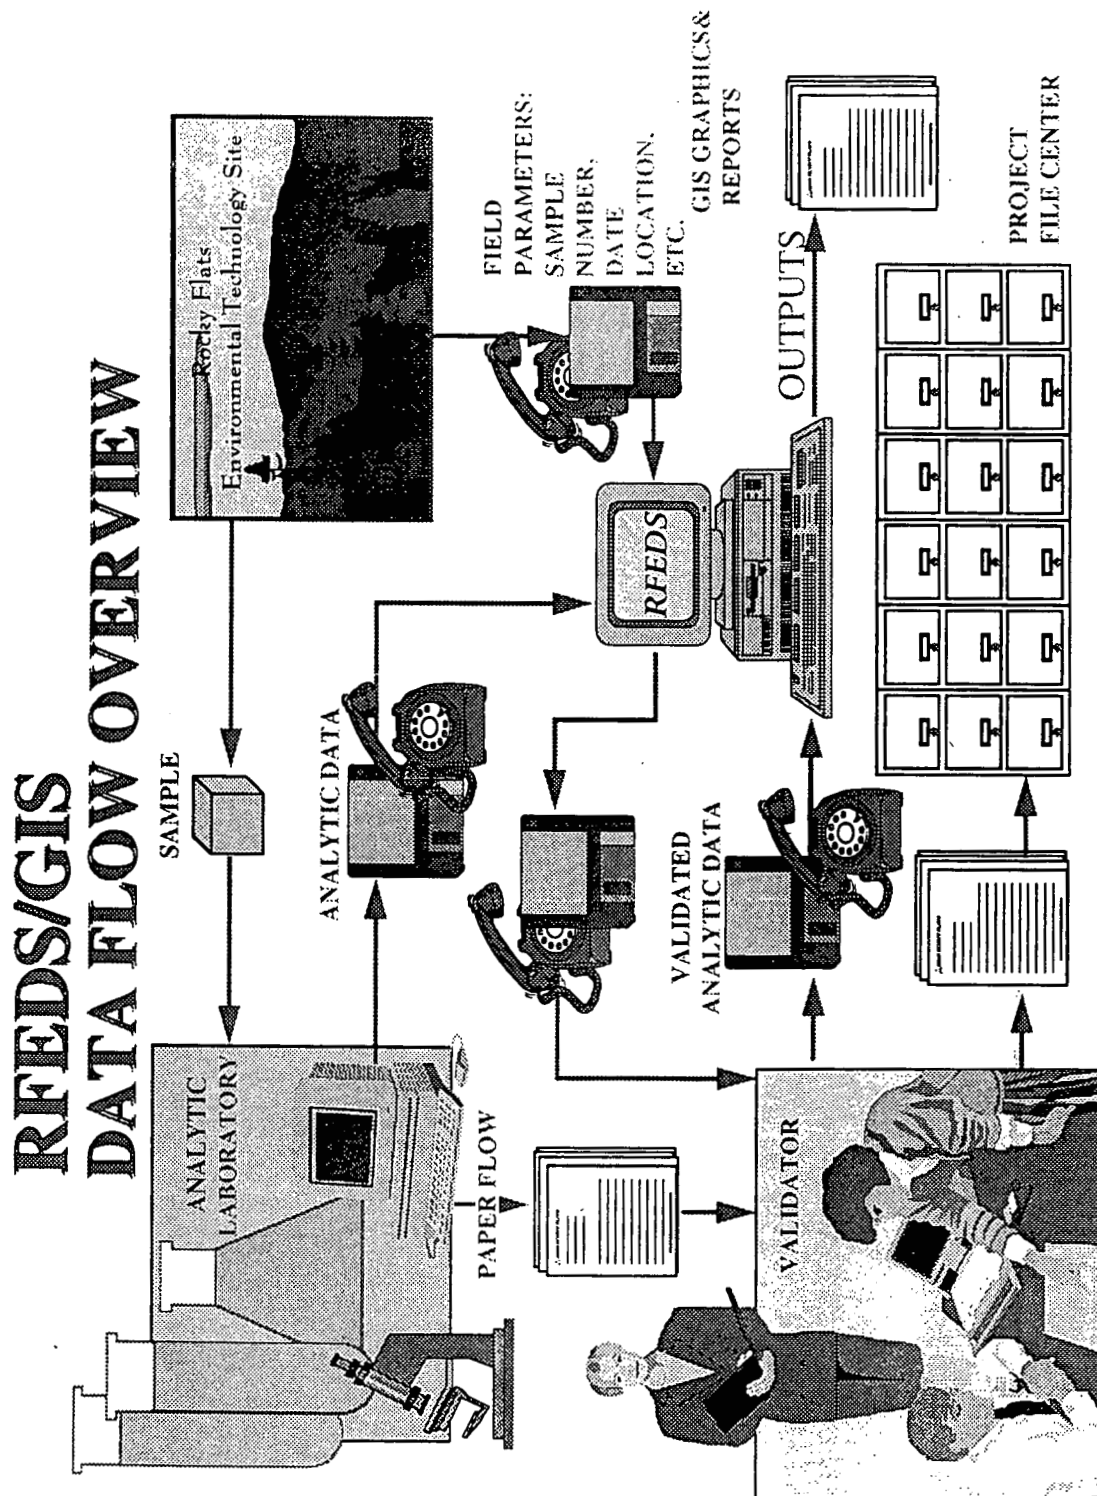 RFEDS/GIS
DATA FLOW OVERVIEW
ANALYTIC
LABORATORY
SAMPLE
Rocky Flats
Environmental Technology Site
ANALYTIC DATA
FIELD
PARAMETERS:
SAMPLE
NUMBER,
DATE
LOCATION.
ETC.
PAPER FLOW
RFEDS
GIS GRAPHICS&
REPORTS
VALIDATED
ANALYTIC DATA
OUTPUTS
VALIDATOR
PROJECT
FILE CENTER